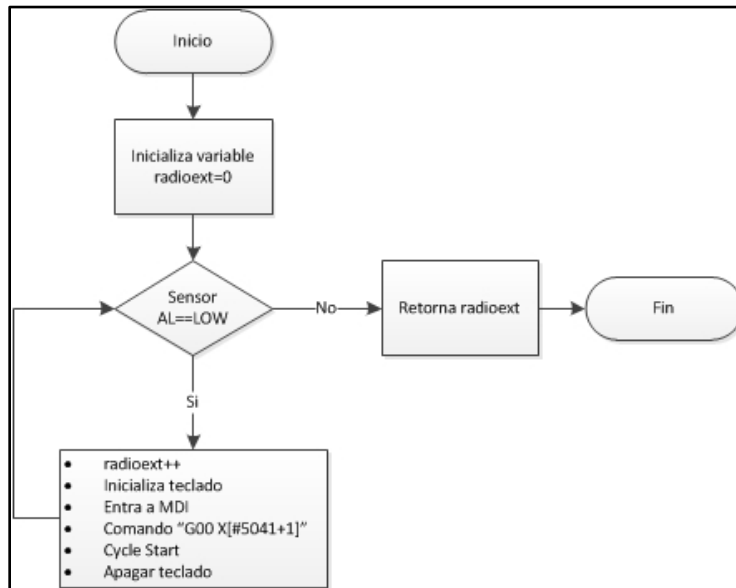 Inicio
Inicializa variable
radioext=0
Sensor
AL==LOW
No
Retorna radioext
Fin
Si
• radioext++
• Inicializa teclado
• Entra a MDI
• Comando “G00 X[#5041+1]”
• Cycle Start
• Apagar teclado